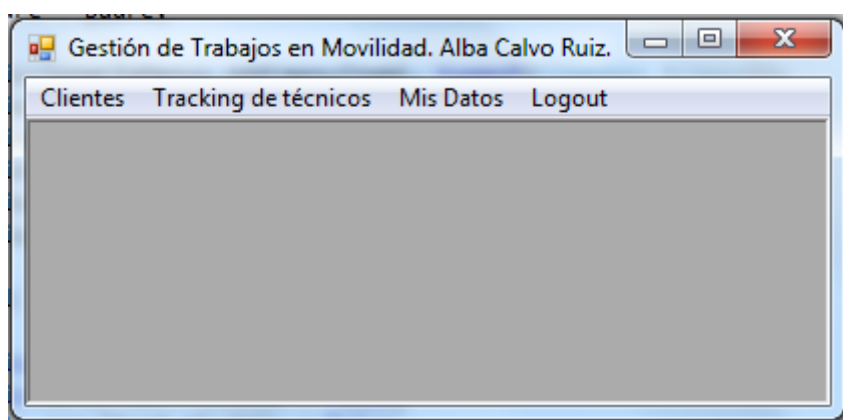 Gestión de Trabajos en Movilidad. Alba Calvo Ruiz.
Clientes Tracking de técnicos Mis Datos Logout